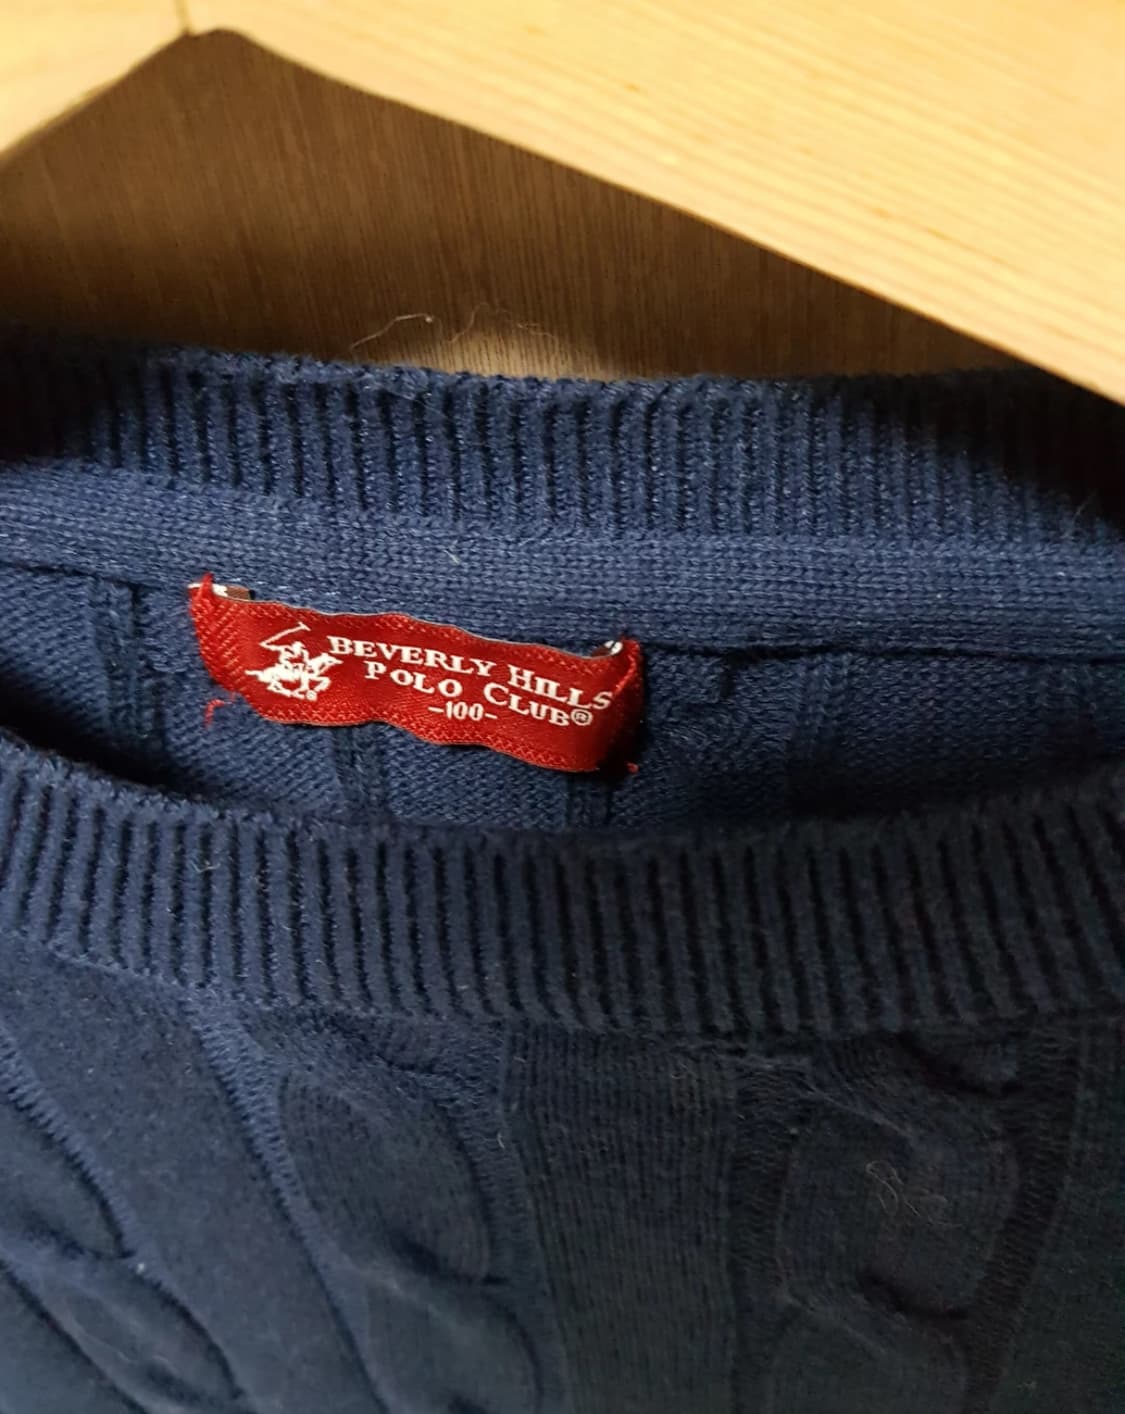 BEVERLY HILLS
POLO CLUB®
-100-